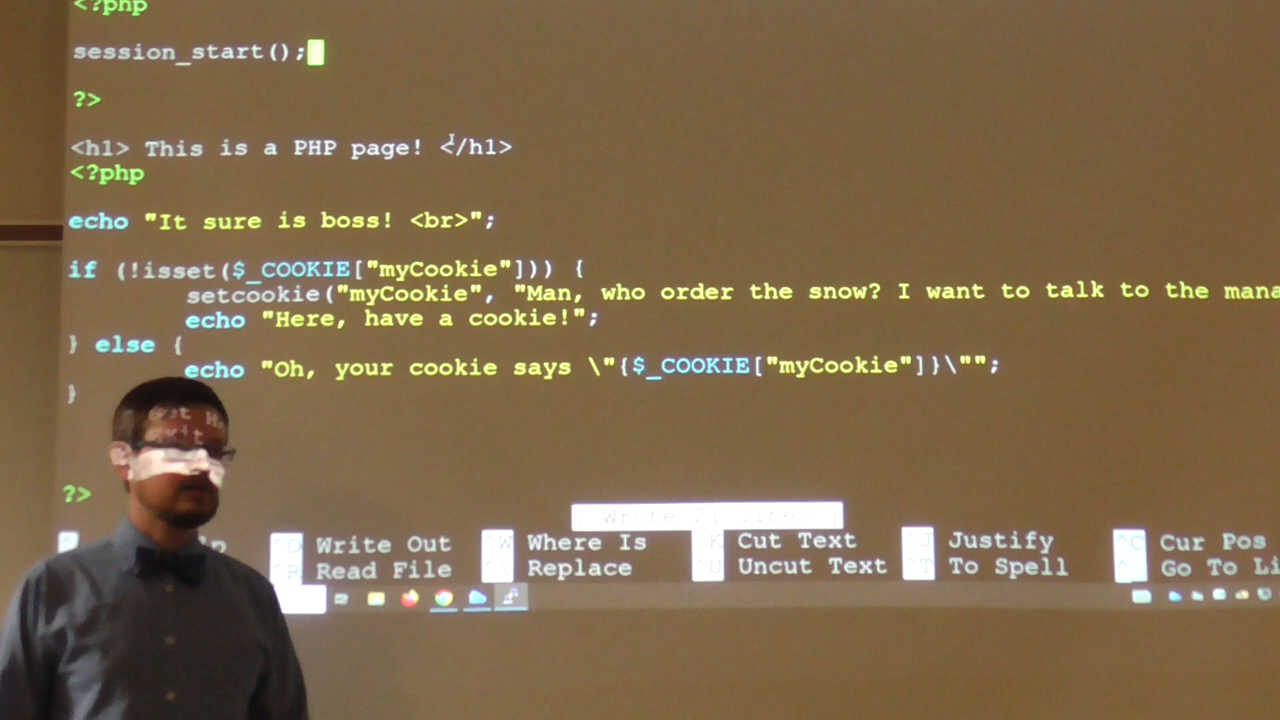 <?php
session_start();
?>
<h1> This is a PHP page! </h1>
<?php
echo "It sure is boss! <br>";
if (!isset($_COOKIE["myCookie"])) {
setcookie("myCookie", "Man, who order the snow? I want to talk to the mana
echo "Here, have a cookie!";
} else {
echo "Oh, your cookie says \"{$_COOKIE["myCookie"]}\"";
}
?>
[ Wrote 21 lines ]
^O Write Out ^W Where Is ^K Cut Text ^J Justify ^C Cur Pos
^R Read File ^\ Replace ^U Uncut Text ^T To Spell ^_ Go To Li